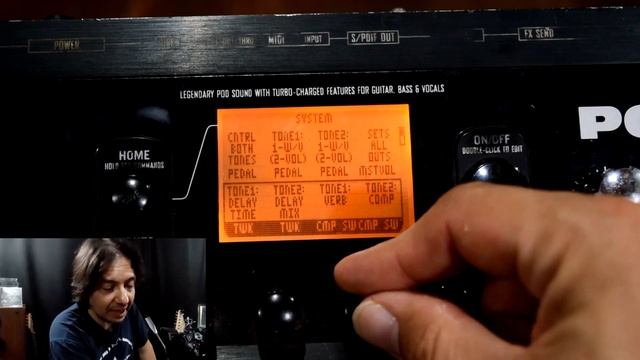 POWER
THRU
MIDI
INPUT
S/PDIF OUT
FX SEND
LEGENDARY POD SOUND WITH TURBO-CHARGED FEATURES FOR GUITAR, BASS & VOCALS
SYSTEM
CNTRL TONE1: TONE2: SETS
BOTH 1-W/V 1-W/V ALL
TONES (2-VOL) (2-VOL) OUTS
PEDAL PEDAL PEDAL MSTVOL
TONE1: TONE2: TONE1: TONE2:
DELAY DELAY VERB COMP
TIME MIX
TWK TWK CMP SW CMP SW
HOME
ON/OFF
DOUBLE-CLICK TO EDIT
PO